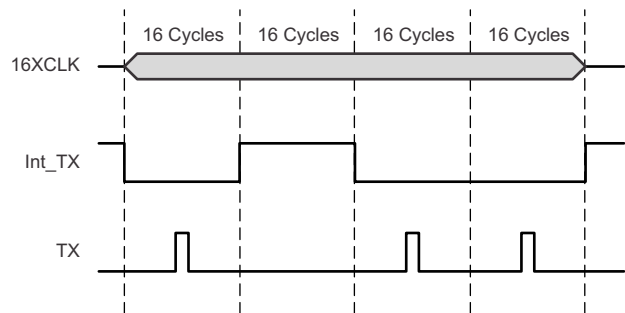 16 Cycles 16 Cycles 16 Cycles 16 Cycles
16XCLK
Int_TX
TX